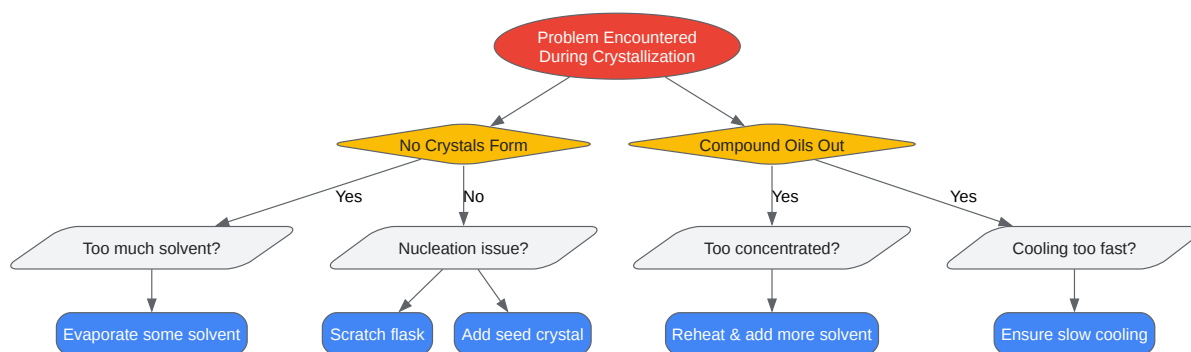 Problem Encountered
During Crystallization
No Crystals Form
Compound Oils Out
Yes
No
Yes
Yes
Too much solvent?
Nucleation issue?
Too concentrated?
Cooling too fast?
Evaporate some solvent
Scratch flask
Add seed crystal
Reheat & add more solvent
Ensure slow cooling